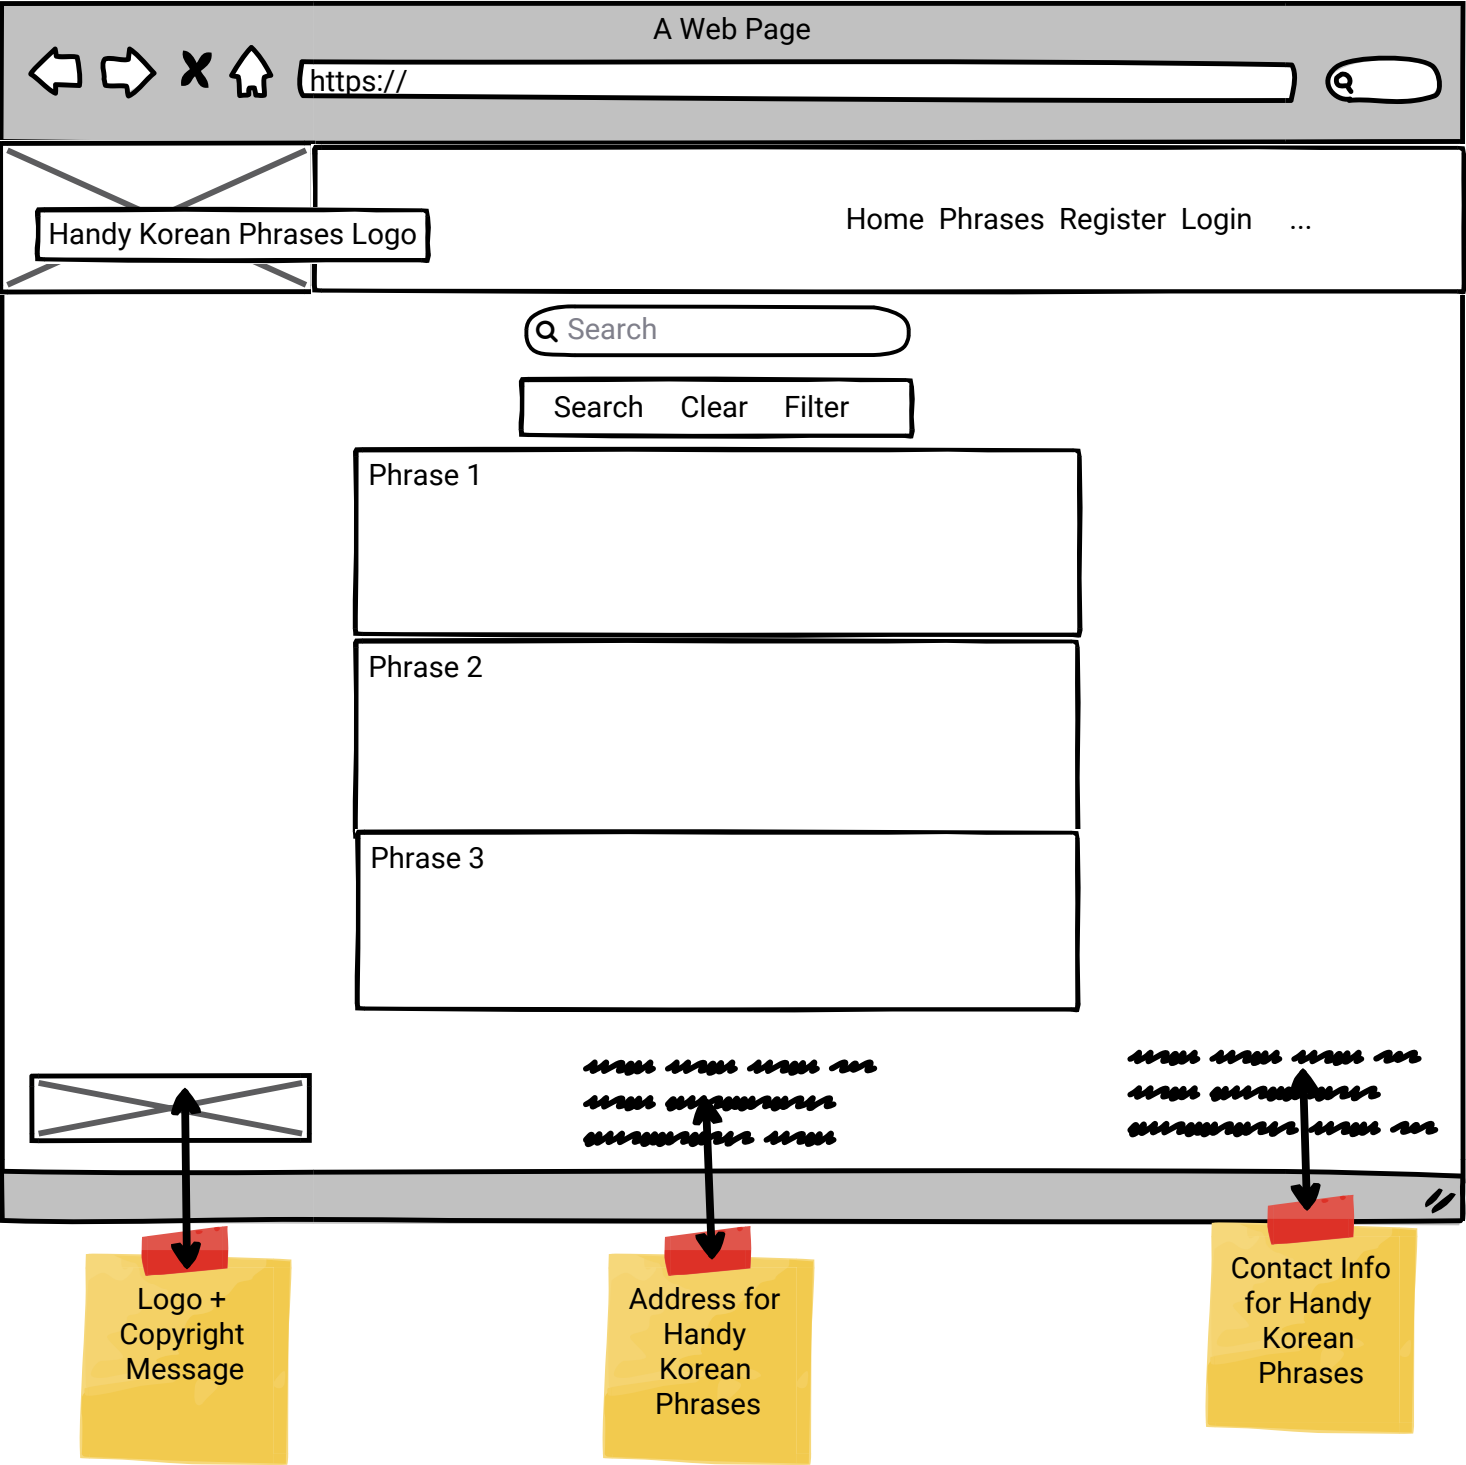 A Web Page
https://
Handy Korean Phrases Logo
Home Phrases Register Login ...
Search
Search Clear Filter
Phrase 1
Phrase 2
Phrase 3
Logo +
Copyright
Message
Address for
Handy
Korean
Phrases
Contact Info
for Handy
Korean
Phrases